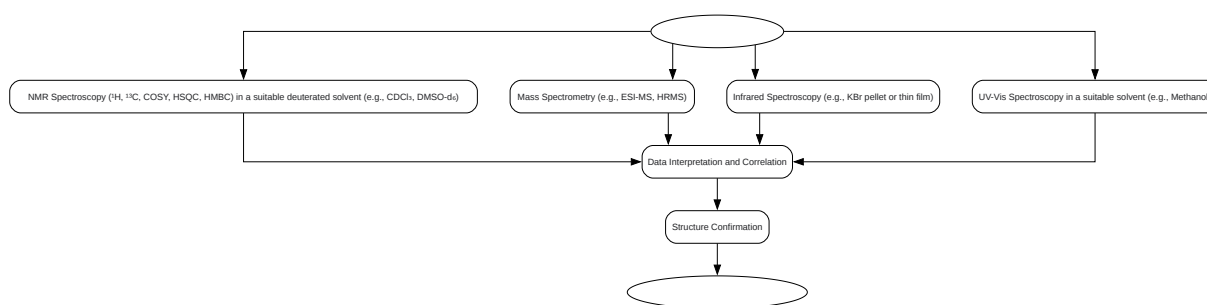 NMR Spectroscopy (¹H, ¹³C, COSY, HSQC, HMBC) in a suitable deuterated solvent (e.g., CDCl₃, DMSO-d₆)
Mass Spectrometry (e.g., ESI-MS, HRMS)
Infrared Spectroscopy (e.g., KBr pellet or thin film)
UV-Vis Spectroscopy in a suitable solvent (e.g., Methanol
Data Interpretation and Correlation
Structure Confirmation